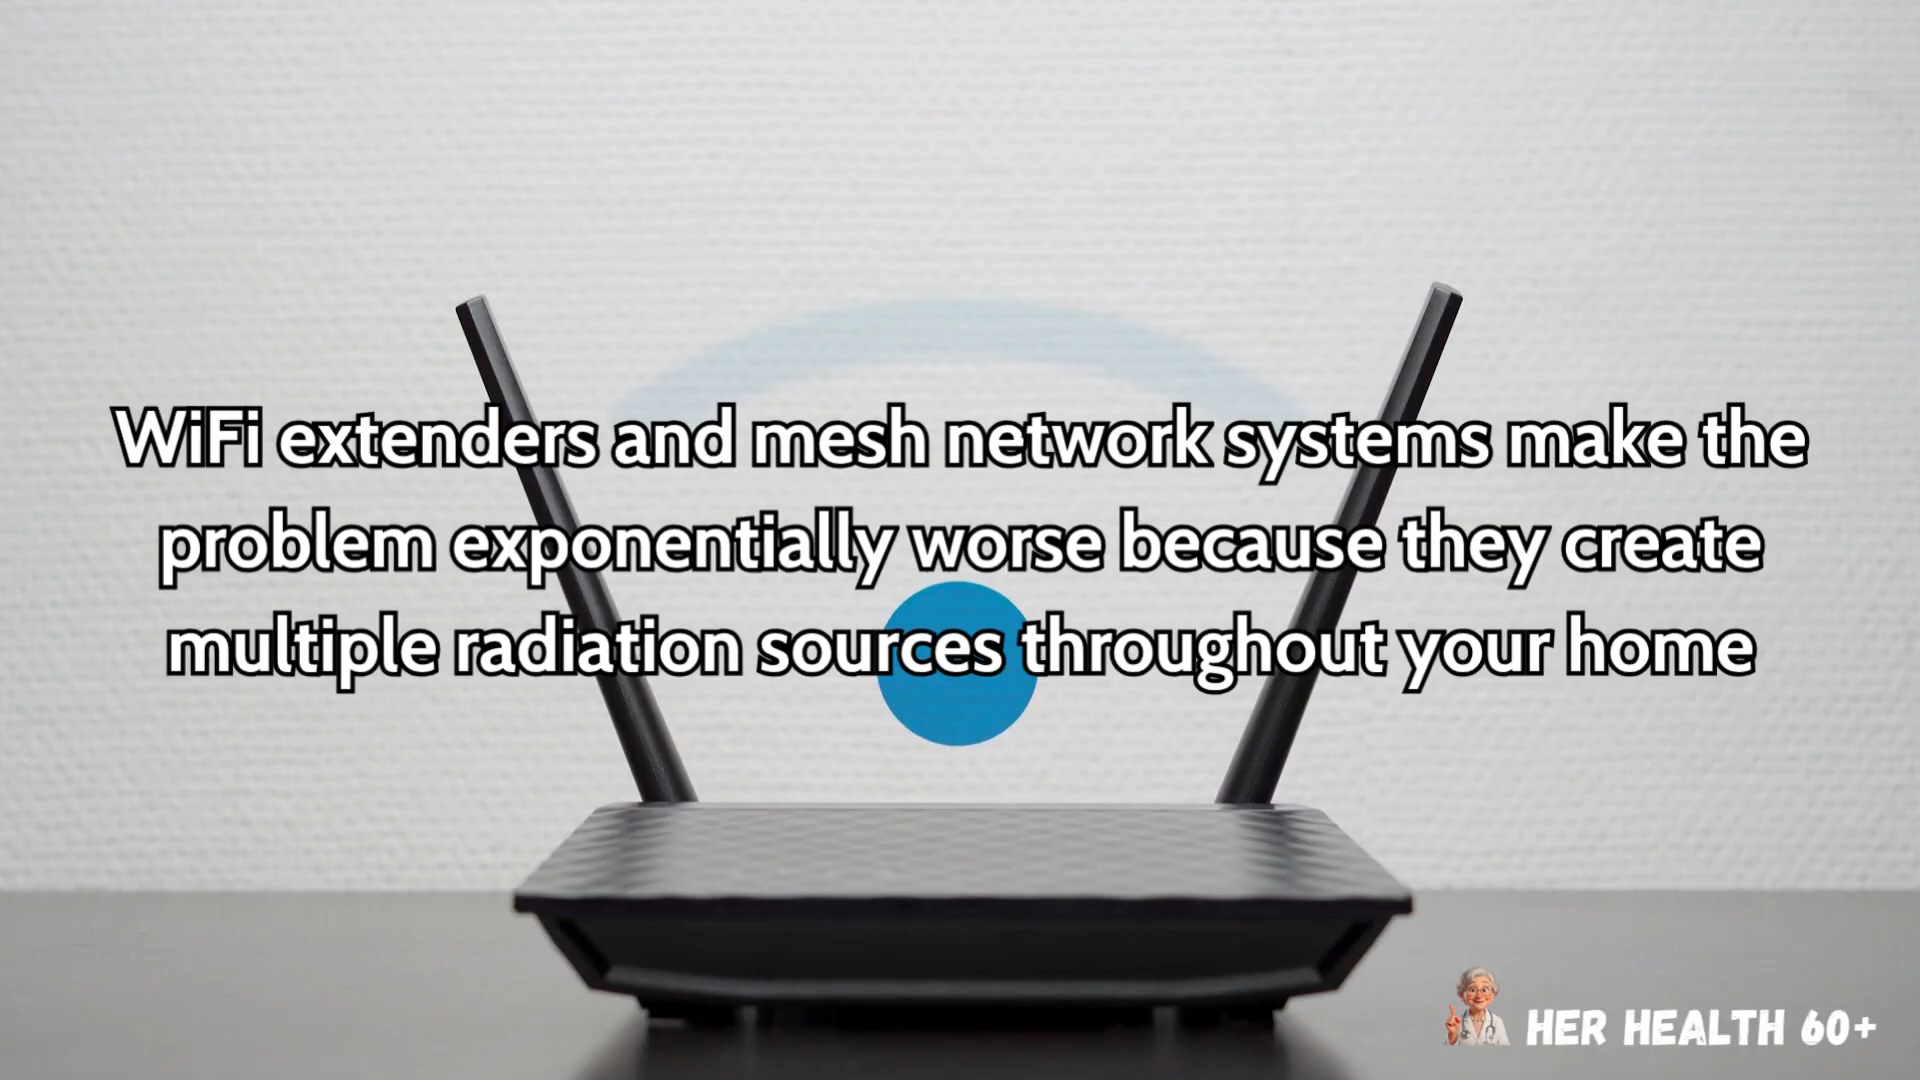 WiFi extenders and mesh network systems make the
problem exponentially worse because they create
multiple radiation sources throughout your home
HER HEALTH 60+